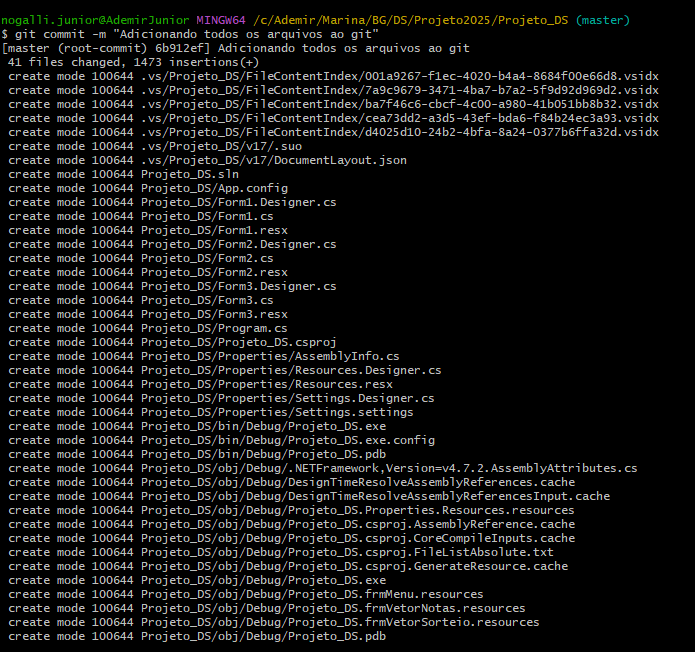 nogalli.junior@AdemirJunior MINGW64 /c/Ademir/Marina/BG/DS/Projeto2025/Projeto_DS (master)
$ git commit -m "Adicionando todos os arquivos ao git"
[master (root-commit) 6b912ef] Adicionando todos os arquivos ao git
 41 files changed, 1473 insertions(+)
 create mode 100644 .vs/Projeto_DS/FileContentIndex/001a9267-f1ec-4020-b4a4-8684f00e66d8.vsidx
 create mode 100644 .vs/Projeto_DS/FileContentIndex/7a9c9679-3471-4ba7-b7a2-5f9d92d969d2.vsidx
 create mode 100644 .vs/Projeto_DS/FileContentIndex/ba7f46c6-cbcf-4c00-a980-41b051bb8b32.vsidx
 create mode 100644 .vs/Projeto_DS/FileContentIndex/cea73dd2-a3d5-43ef-bda6-f84b24ec3a93.vsidx
 create mode 100644 .vs/Projeto_DS/FileContentIndex/d4025d10-24b2-4bfa-8a24-0377b6ffa32d.vsidx
 create mode 100644 .vs/Projeto_DS/v17/.suo
 create mode 100644 .vs/Projeto_DS/v17/DocumentLayout.json
 create mode 100644 Projeto_DS.sln
 create mode 100644 Projeto_DS/App.config
 create mode 100644 Projeto_DS/Form1.Designer.cs
 create mode 100644 Projeto_DS/Form1.cs
 create mode 100644 Projeto_DS/Form1.resx
 create mode 100644 Projeto_DS/Form2.Designer.cs
 create mode 100644 Projeto_DS/Form2.cs
 create mode 100644 Projeto_DS/Form2.resx
 create mode 100644 Projeto_DS/Form3.Designer.cs
 create mode 100644 Projeto_DS/Form3.cs
 create mode 100644 Projeto_DS/Form3.resx
 create mode 100644 Projeto_DS/Program.cs
 create mode 100644 Projeto_DS/Projeto_DS.csproj
 create mode 100644 Projeto_DS/Properties/AssemblyInfo.cs
 create mode 100644 Projeto_DS/Properties/Resources.Designer.cs
 create mode 100644 Projeto_DS/Properties/Resources.resx
 create mode 100644 Projeto_DS/Properties/Settings.Designer.cs
 create mode 100644 Projeto_DS/Properties/Settings.settings
 create mode 100644 Projeto_DS/bin/Debug/Projeto_DS.exe
 create mode 100644 Projeto_DS/bin/Debug/Projeto_DS.exe.config
 create mode 100644 Projeto_DS/bin/Debug/Projeto_DS.pdb
 create mode 100644 Projeto_DS/obj/Debug/.NETFramework,Version=v4.7.2.AssemblyAttributes.cs
 create mode 100644 Projeto_DS/obj/Debug/DesignTimeResolveAssemblyReferences.cache
 create mode 100644 Projeto_DS/obj/Debug/DesignTimeResolveAssemblyReferencesInput.cache
 create mode 100644 Projeto_DS/obj/Debug/Projeto_DS.Properties.Resources.resources
 create mode 100644 Projeto_DS/obj/Debug/Projeto_DS.csproj.AssemblyReference.cache
 create mode 100644 Projeto_DS/obj/Debug/Projeto_DS.csproj.CoreCompileInputs.cache
 create mode 100644 Projeto_DS/obj/Debug/Projeto_DS.csproj.FileListAbsolute.txt
 create mode 100644 Projeto_DS/obj/Debug/Projeto_DS.csproj.GenerateResource.cache
 create mode 100644 Projeto_DS/obj/Debug/Projeto_DS.exe
 create mode 100644 Projeto_DS/obj/Debug/Projeto_DS.frmMenu.resources
 create mode 100644 Projeto_DS/obj/Debug/Projeto_DS.frmVetorNotas.resources
 create mode 100644 Projeto_DS/obj/Debug/Projeto_DS.frmVetorSorteio.resources
 create mode 100644 Projeto_DS/obj/Debug/Projeto_DS.pdb